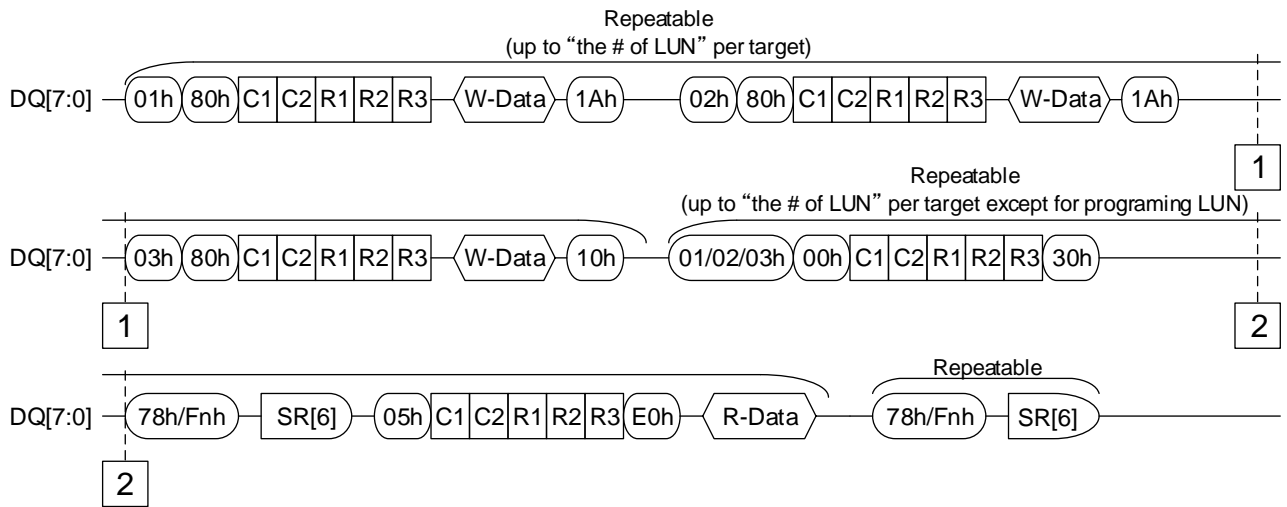 Repeatable
(up to “the # of LUN” per target)
DQ[7:0] 01h 80h C1 C2 R1 R2 R3 W-Data 1Ah 02h 80h C1 C2 R1 R2 R3 W-Data 1Ah
1
Repeatable
(up to “the # of LUN” per target except for programing LUN)
DQ[7:0] 03h 80h C1 C2 R1 R2 R3 W-Data 10h 01/02/03h 00h C1 C2 R1 R2 R3 30h
1 2
Repeatable
DQ[7:0] 78h/Fnh SR[6] 05h C1 C2 R1 R2 R3 E0h R-Data 78h/Fnh SR[6]
2